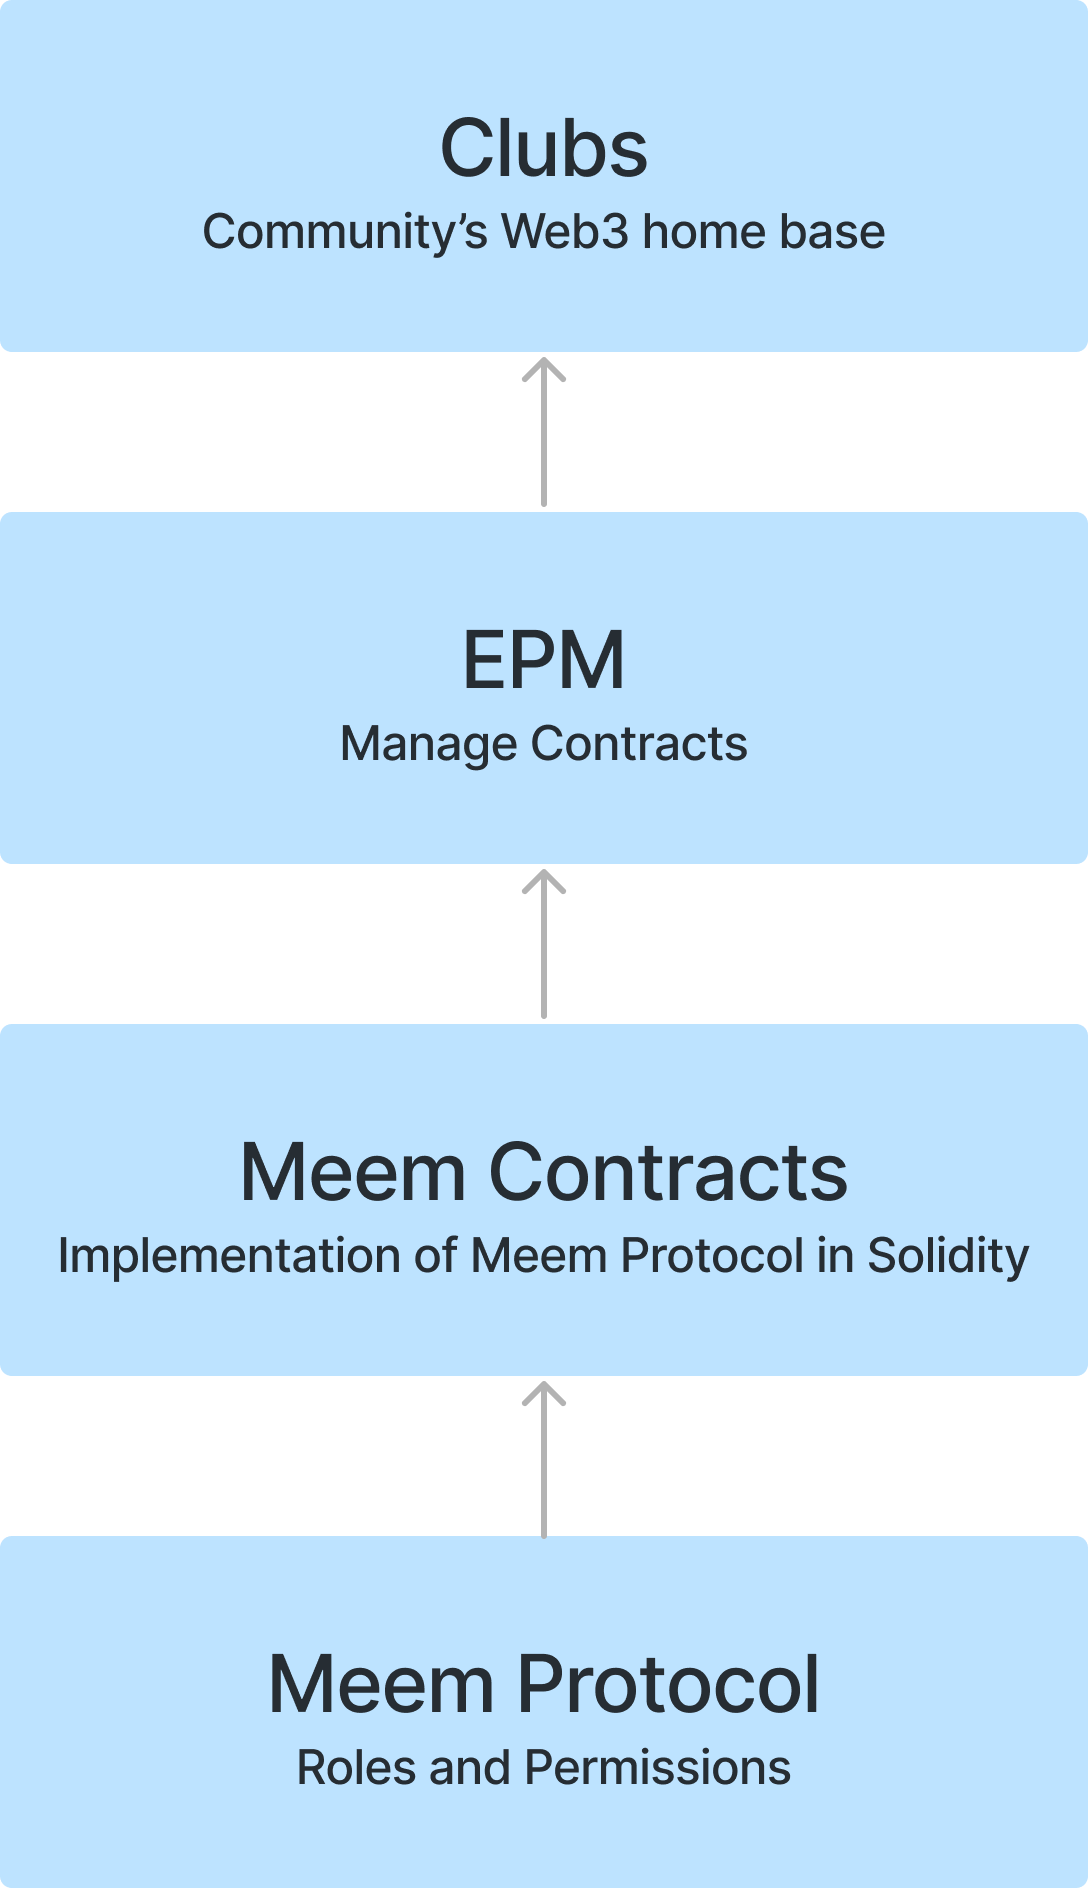 Clubs
Community’s Web3 home base
EPM
Manage Contracts
Meem Contracts
Implementation of Meem Protocol in Solidity
Meem Protocol
Roles and Permissions